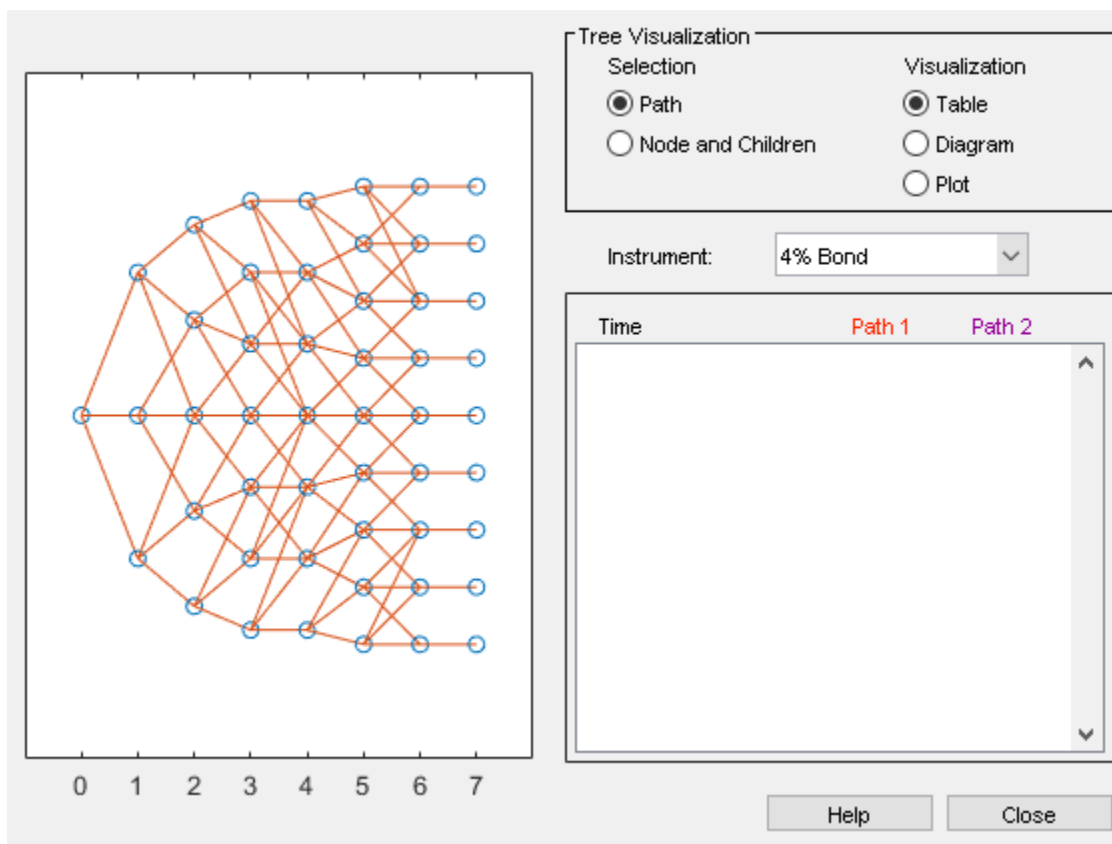 Tree Visualization
Selection Visualization
Path Table
Node and Children Diagram
Plot
Instrument: 4% Bond
Time Path 1 Path 2
0 1 2 3 4 5 6 7
Help Close